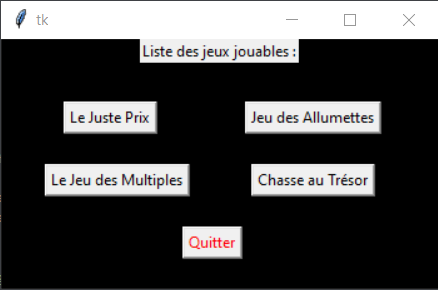 tk
Liste des jeux jouables :
Le Juste Prix
Jeu des Allumettes
Le Jeu des Multiples
Chasse au Trésor
Quitter